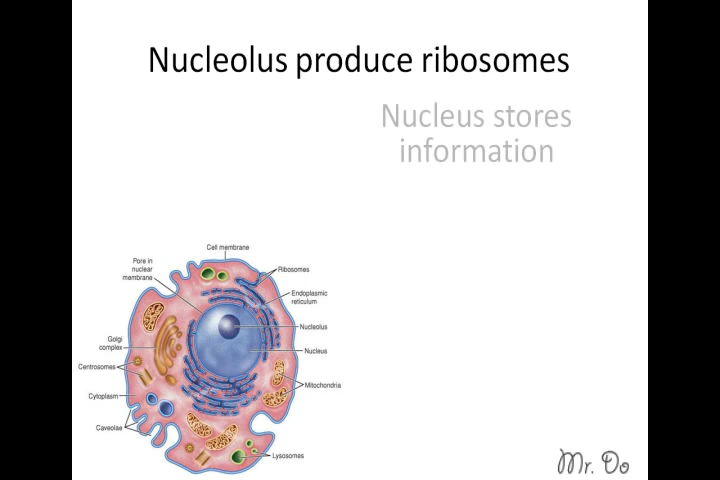 Nucleolus produce ribosomes
Nucleus stores
information
Cell membrane
Pore in
nuclear
membrane
Ribosomes
Endoplasmic
reticulum
Nucleolus
Golgi
complex
Nucleus
Centrosomes
Mitochondria
Cytoplasm
Caveolae
Lysosomes
Mr. Do